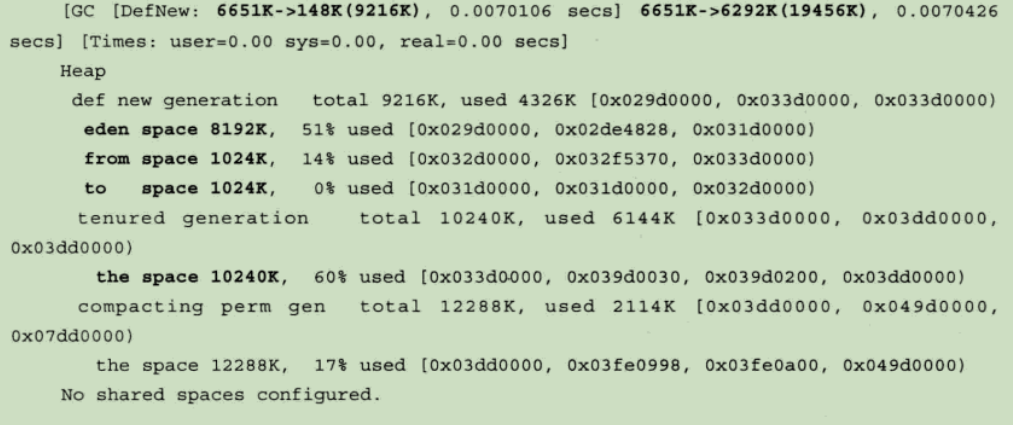 [GC [DefNew: 6651K->148K(9216K), 0.0070106 secs] 6651K->6292K(19456K), 0.0070426
secs] [Times: user=0.00 sys=0.00, real=0.00 secs]
Heap
def new generation total 9216K, used 4326K [0x029d0000, 0x033d0000, 0x033d0000)
eden space 8192K, 51% used [0x029d0000, 0x02de4828, 0x031d0000)
from space 1024K, 14% used [0x032d0000, 0x032f5370, 0x033d0000)
to space 1024K, 0% used [0x031d0000, 0x031d0000, 0x032d0000)
tenured generation total 10240K, used 6144K [0x033d0000, 0x03dd0000,
0x03dd0000)
the space 10240K, 60% used [0x033d0000, 0x039d0030, 0x039d0200, 0x03dd0000)
compacting perm gen total 12288K, used 2114K [0x03dd0000, 0x049d0000,
0x07dd0000)
the space 12288K, 17% used [0x03dd0000, 0x03fe0998, 0x03fe0a00, 0x049d0000)
No shared spaces configured.